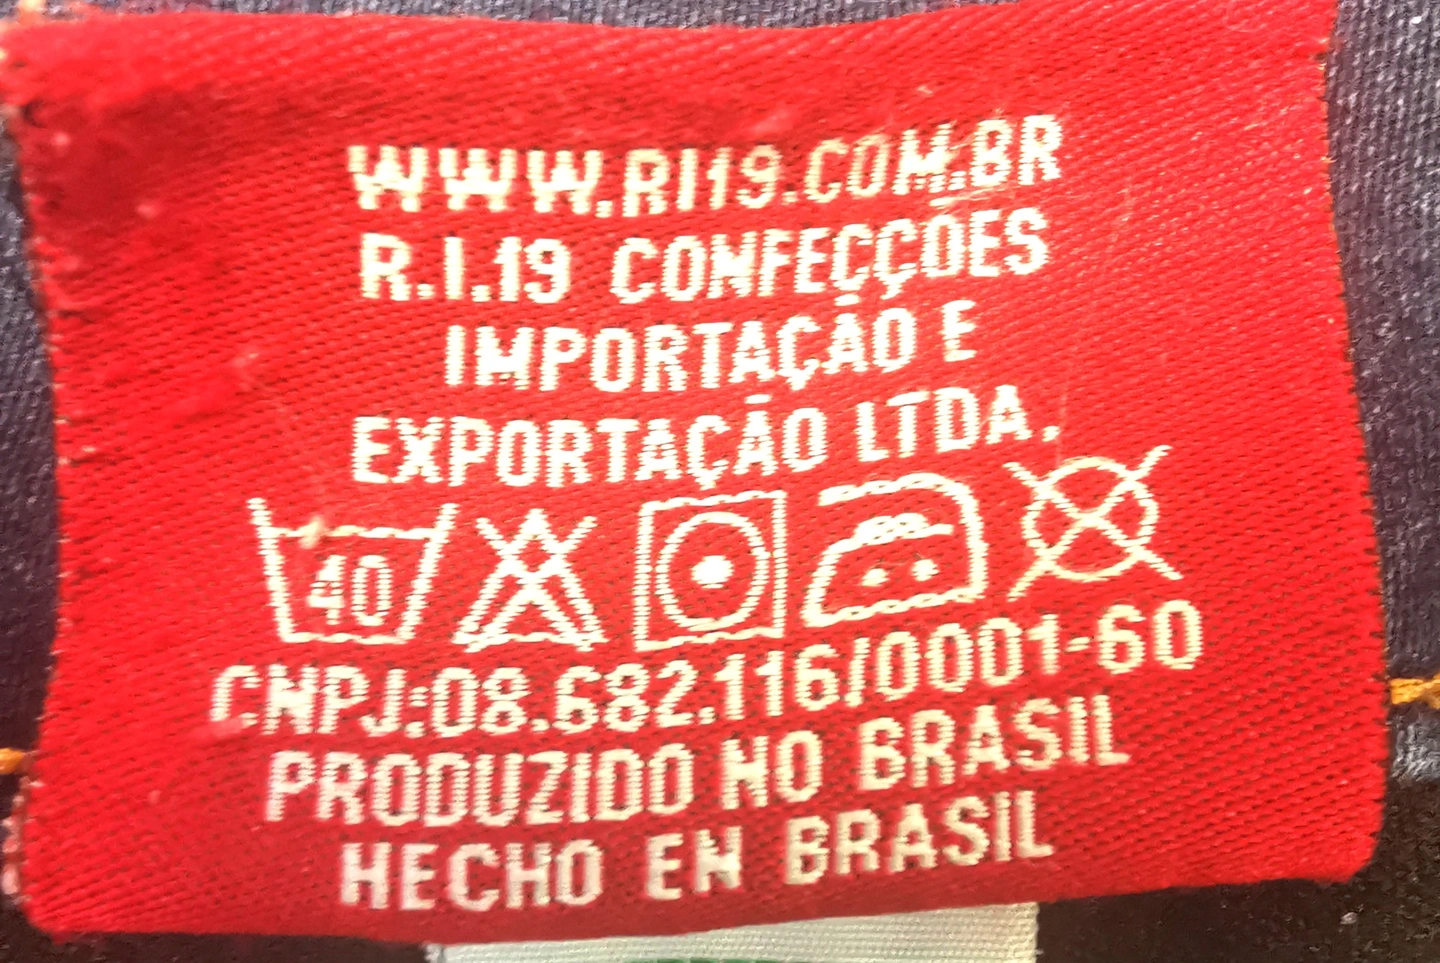 WWW.RI19.COM.BR
R.I.19 CONFECÇÕES
IMPORTAÇÃO E
EXPORTAÇÃO LTDA.
40
CNPJ:08.682.116/0001-60
PRODUZIDO NO BRASIL
HECHO EN BRASIL